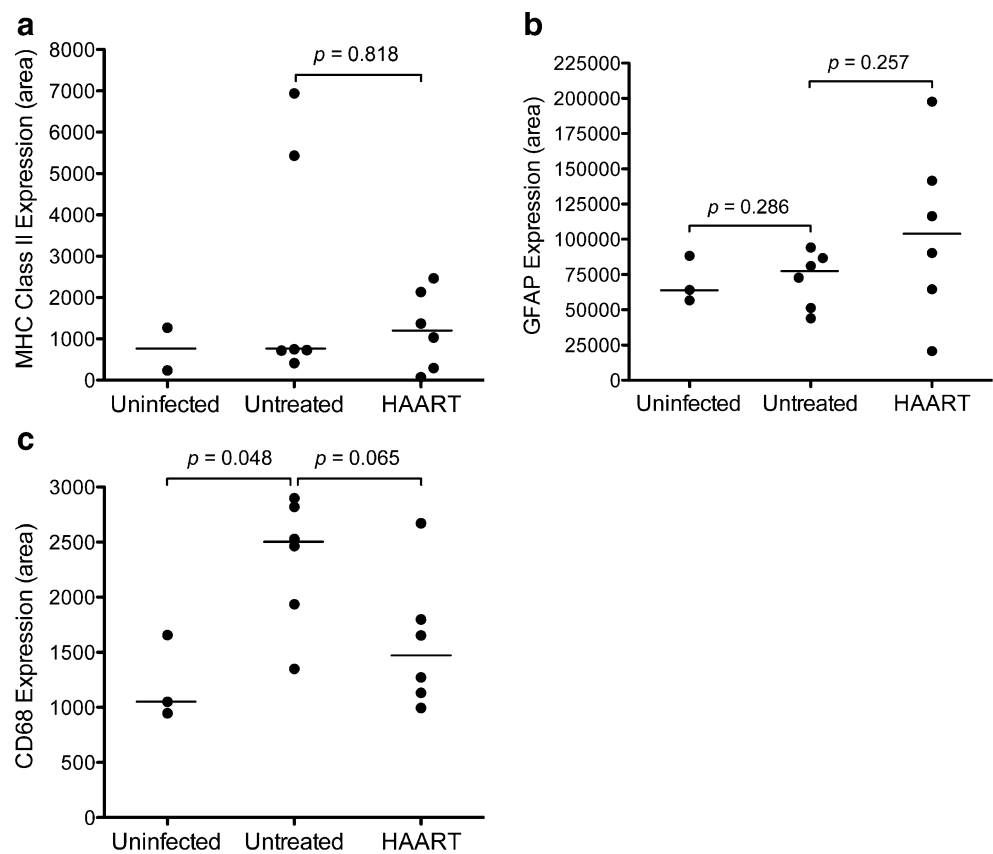 a
p = 0.818
MHC Class II Expression (area)
8000
7000
6000
5000
4000
3000
2000
1000
0
Uninfected Untreated HAART
b
p = 0.257
p = 0.286
GFAP Expression (area)
225000
200000
175000
150000
125000
100000
75000
50000
25000
0
Uninfected Untreated HAART
c
p = 0.048 p = 0.065
CD68 Expression (area)
3000
2500
2000
1500
1000
500
0
Uninfected Untreated HAART